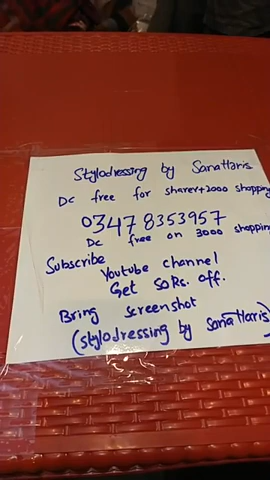 Stylodressing by SanaHaris
Dc free for sharer+2000 shopping
03478353957
Dc free on 3000 shopping
Subscribe
Youtube channel
Get 50Rs. off.
Bring screenshot
(stylodressing by SanaHaris)